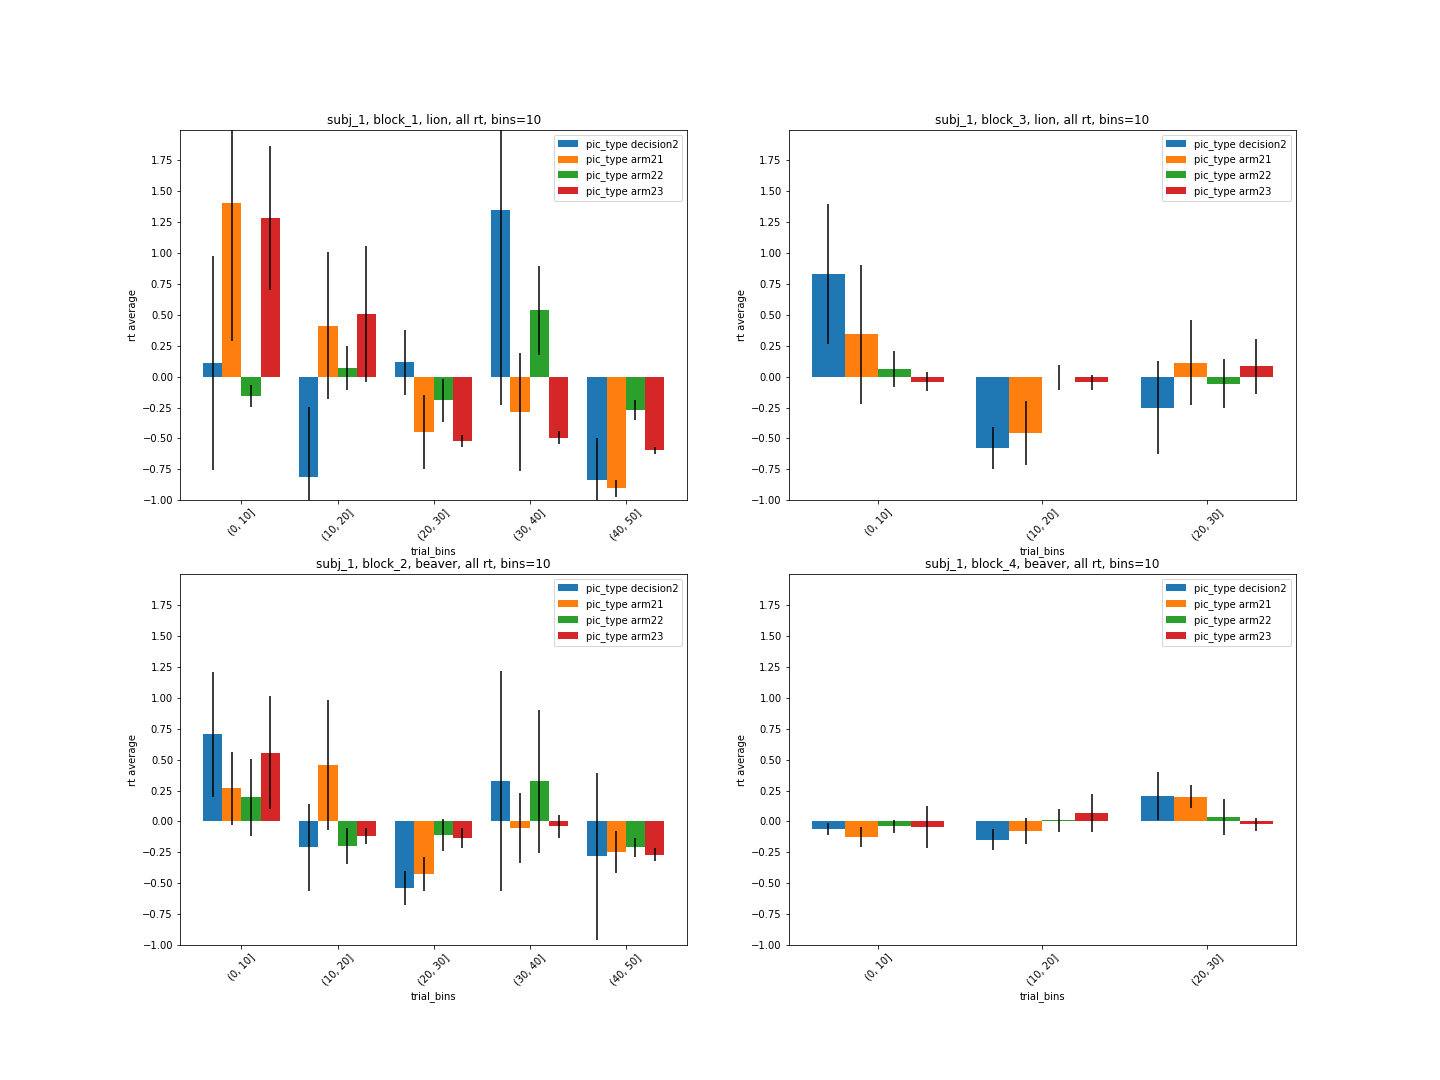 subj_1, block_1, lion, all rt, bins=10
pic_type decision2
pic_type arm21
pic_type arm22
pic_type arm23
1.75
1.50
1.25
1.00
0.75
0.50
0.25
0.00
−0.25
−0.50
−0.75
−1.00
rt average
(0, 10]
(10, 20]
(20, 30]
(30, 40]
(40, 50]
trial_bins
subj_1, block_3, lion, all rt, bins=10
pic_type decision2
pic_type arm21
pic_type arm22
pic_type arm23
1.75
1.50
1.25
1.00
0.75
0.50
0.25
0.00
−0.25
−0.50
−0.75
−1.00
rt average
(0, 10]
(10, 20]
(20, 30]
trial_bins
subj_1, block_2, beaver, all rt, bins=10
pic_type decision2
pic_type arm21
pic_type arm22
pic_type arm23
1.75
1.50
1.25
1.00
0.75
0.50
0.25
0.00
−0.25
−0.50
−0.75
−1.00
rt average
(0, 10]
(10, 20]
(20, 30]
(30, 40]
(40, 50]
trial_bins
subj_1, block_4, beaver, all rt, bins=10
pic_type decision2
pic_type arm21
pic_type arm22
pic_type arm23
1.75
1.50
1.25
1.00
0.75
0.50
0.25
0.00
−0.25
−0.50
−0.75
−1.00
rt average
(0, 10]
(10, 20]
(20, 30]
trial_bins